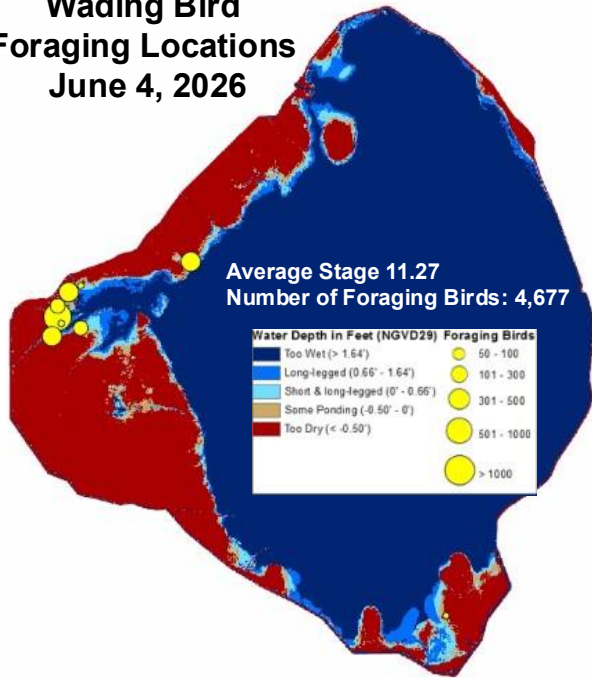 Wading Bird
Foraging Locations
June 4, 2026
Average Stage 11.27
Number of Foraging Birds: 4,677
Water Depth in Feet (NGVD29) Foraging Birds
Too Wet (> 1.64')
Long-legged (0.66' - 1.64')
Short & long-legged (0' - 0.66')
Some Ponding (-0.50' - 0')
Too Dry (< -0.50')
50 - 100
101 - 300
301 - 500
501 - 1000
> 1000